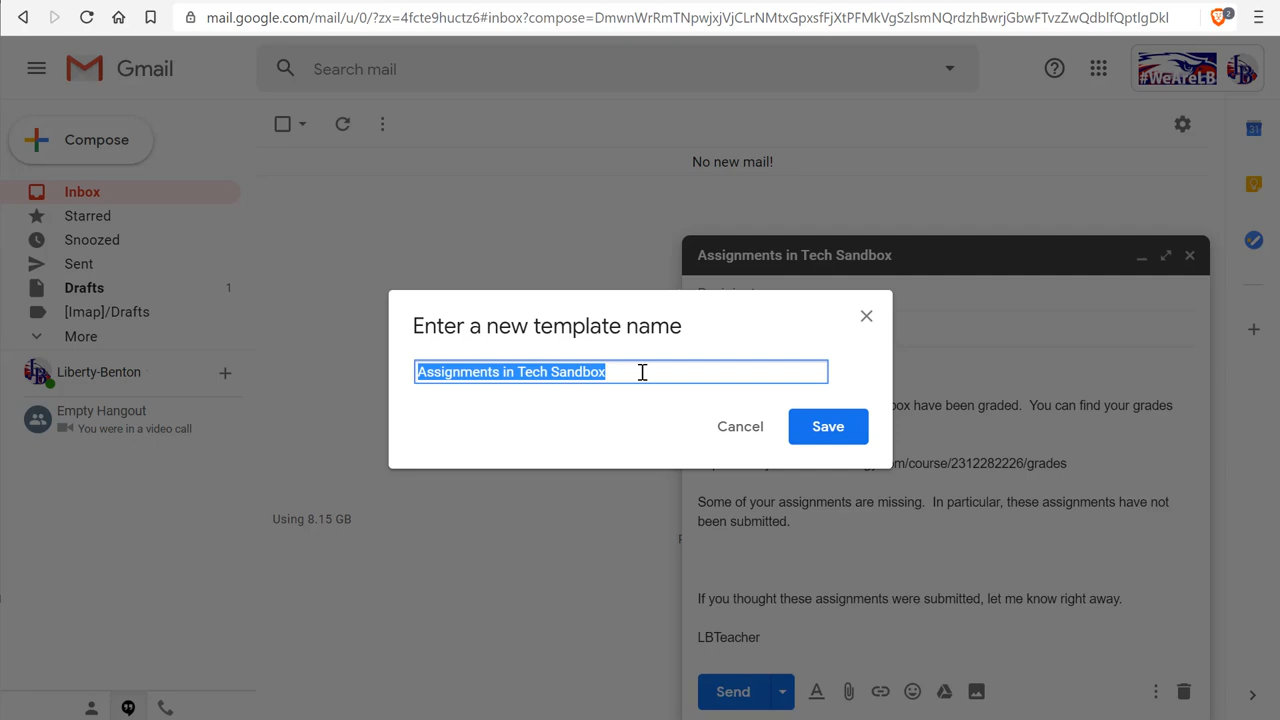 mail.google.com/mail/u/0/?zx=4fcte9huctz6#inbox?compose=DmwnWrRmTNpwjxjVjCLrNMtxGpxsfFjXtPFMkVgSzlsmNQrdzhBwrjGbwFTvzZwQdblfQptlgDkl
2
Gmail
Search mail
#WeAreLB
Compose
No new mail!
31
Inbox
Starred
Snoozed
Sent
Drafts 1
[Imap]/Drafts
More
Liberty-Benton
Empty Hangout
You were in a video call
Using 8.15 GB
Assignments in Tech Sandbox
Enter a new template name
Assignments in Tech Sandbox
Cancel
Save
box have been graded. You can find your grades
om/course/2312282226/grades
Some of your assignments are missing. In particular, these assignments have not
been submitted.
If you thought these assignments were submitted, let me know right away.
LBTeacher
Send